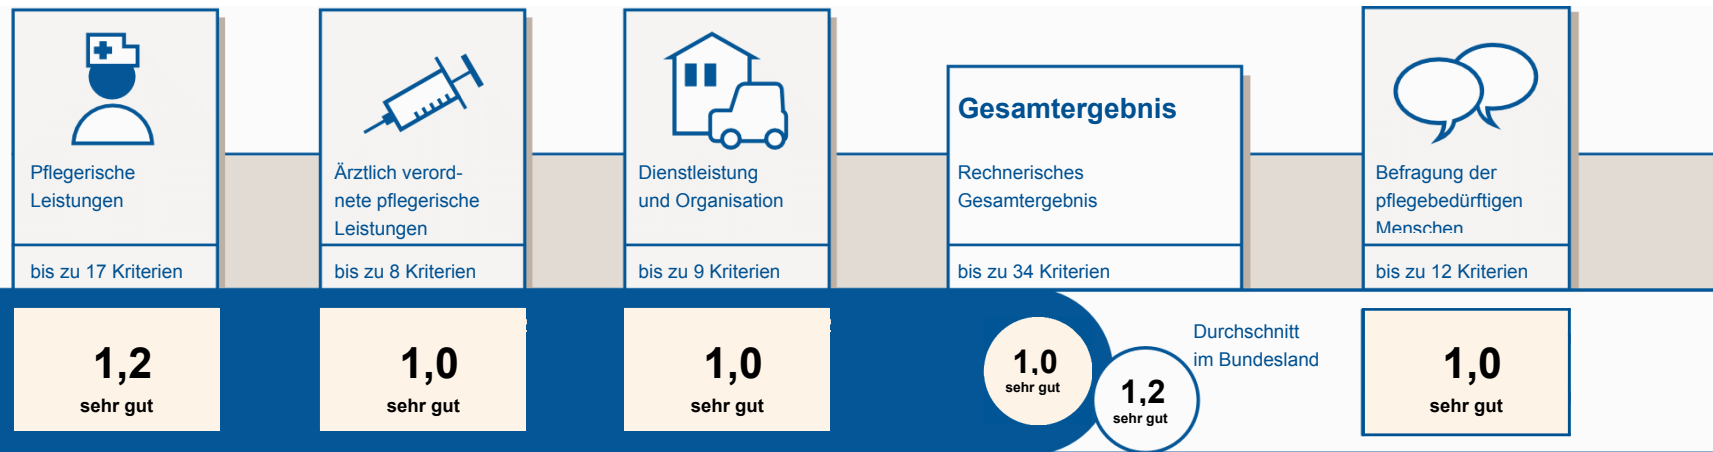 Pflegerische
Leistungen
bis zu 17 Kriterien
1,2
sehr gut
Ärztlich verord-
nete pflegerische
Leistungen
bis zu 8 Kriterien
1,0
sehr gut
Dienstleistung
und Organisation
bis zu 9 Kriterien
1,0
sehr gut
Gesamtergebnis
Rechnerisches
Gesamtergebnis
bis zu 34 Kriterien
1,0
sehr gut
1,2
sehr gut
Durchschnitt
im Bundesland
Befragung der
pflegebedürftigen
Menschen
bis zu 12 Kriterien
1,0
sehr gut